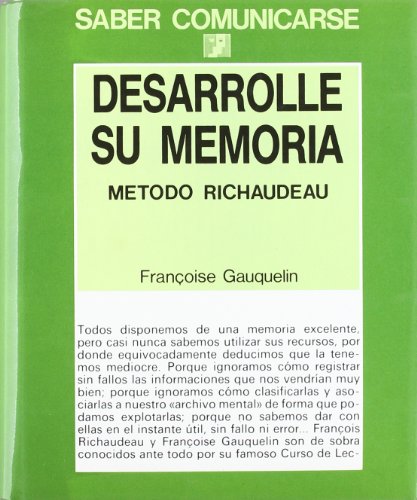 SABER COMUNICARSE
DESARROLLE
SU MEMORIA
METODO RICHAUDEAU
Françoise Gauquelin
Todos disponemos de una memoria excelente,
pero casi nunca sabemos utilizar sus recursos, por
donde equivocadamente deducimos que la tene-
mos mediocre. Porque ignoramos cómo registrar
sin fallos las informaciones que nos vendrían muy
bien; porque ignoramos cómo clasificarlas y aso-
ciarlas a nuestro «archivo mental» de forma que po-
damos explotarlas; porque no sabemos dar con
ellas en el instante útil, sin fallo ni error... François
Richaudeau y Françoise Gauquelin son de sobra
conocidos ante todo por su famoso Curso de Lec-